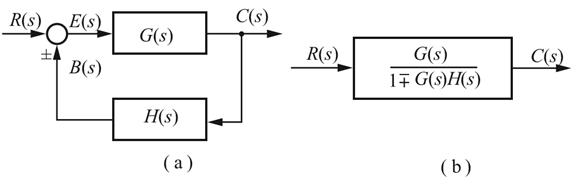 R(s) E(s) G(s) C(s)
± B(s)
H(s)
(a)
R(s) G(s) / 1∓G(s)H(s) C(s)
(b)